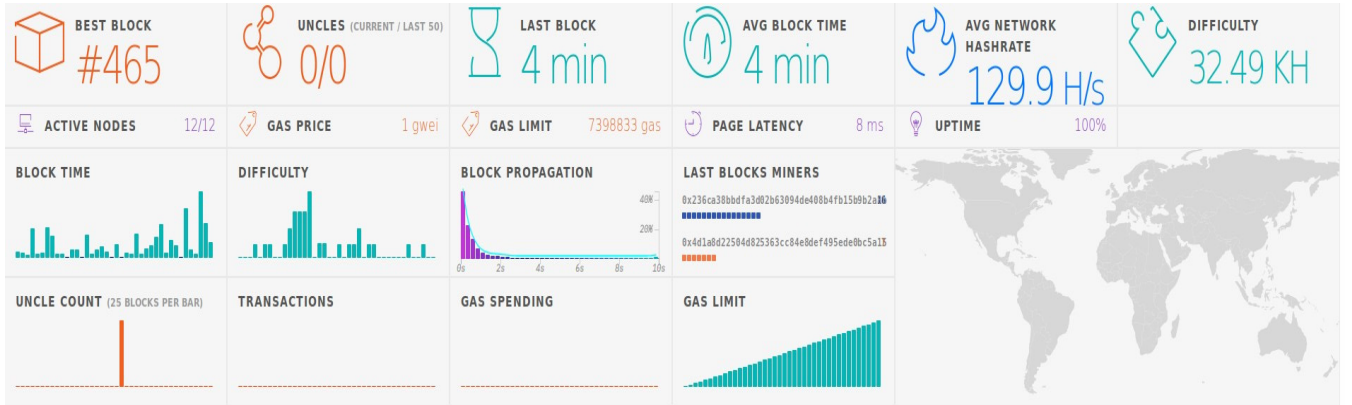 BEST BLOCK
#465
UNCLES (CURRENT / LAST 50)
0/0
LAST BLOCK
4 min
AVG BLOCK TIME
4 min
AVG NETWORK
HASHRATE
129.9 H/s
DIFFICULTY
32.49 KH
ACTIVE NODES 12/12
GAS PRICE 1 gwei
GAS LIMIT 7398833 gas
PAGE LATENCY 8 ms
UPTIME 100%
BLOCK TIME
DIFFICULTY
BLOCK PROPAGATION
40%
20%
0s 2s 4s 6s 8s 10s
LAST BLOCKS MINERS
UNCLE COUNT (25 BLOCKS PER BAR)
TRANSACTIONS
GAS SPENDING
GAS LIMIT